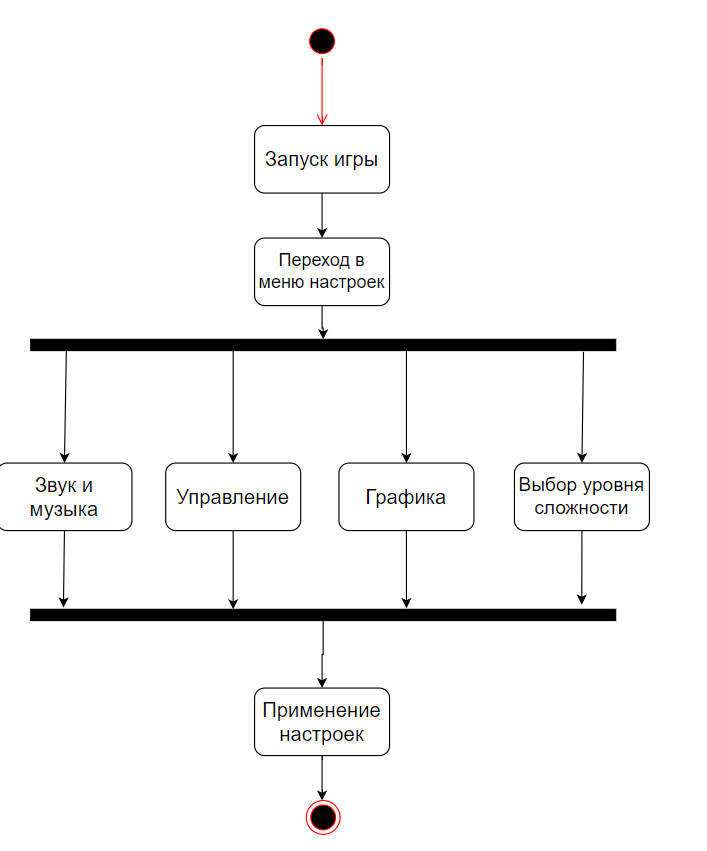 Запуск игры
Переход в
меню настроек
Звук и
музыка
Управление
Графика
Выбор уровня
сложности
Применение
настроек